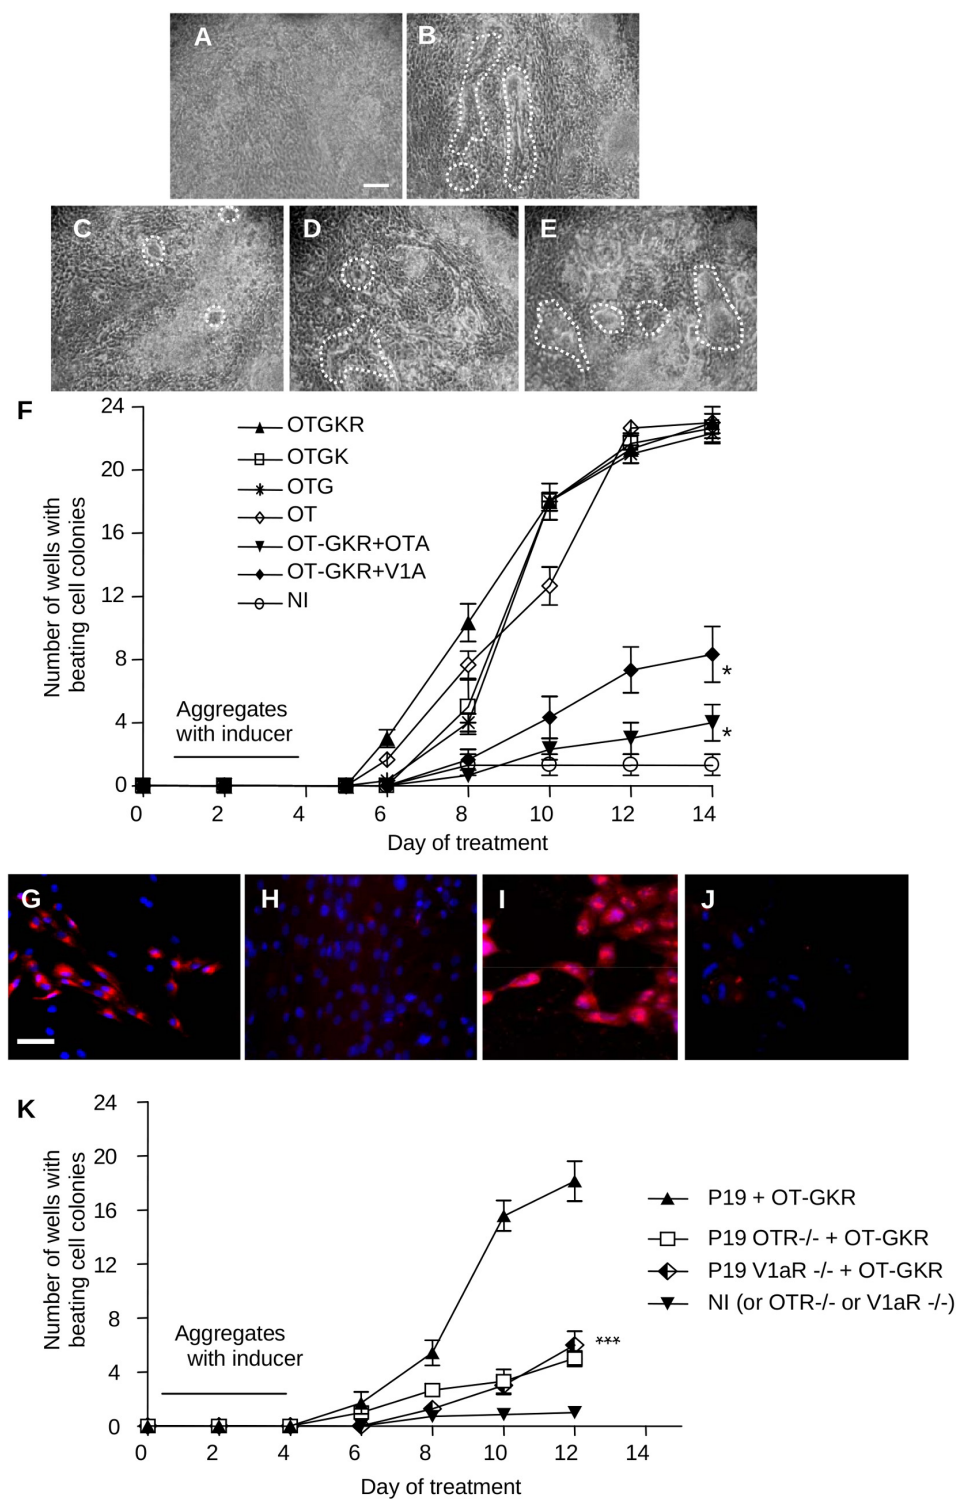 A
B
C
D
E
F
24
20
16
12
8
4
0
Number of wells with
beating cell colonies
OTGKR
OTGK
OTG
OT
OT-GKR+OTA
OT-GKR+V1A
NI
Aggregates
with inducer
*
*
0 2 4 6 8 10 12 14
Day of treatment
G
H
I
J
K
24
20
16
12
8
4
0
Number of wells with
beating cell colonies
P19 + OT-GKR
P19 OTR-/- + OT-GKR
P19 V1aR -/- + OT-GKR
NI (or OTR-/- or V1aR -/-)
Aggregates
with inducer
***
0 2 4 6 8 10 12 14
Day of treatment